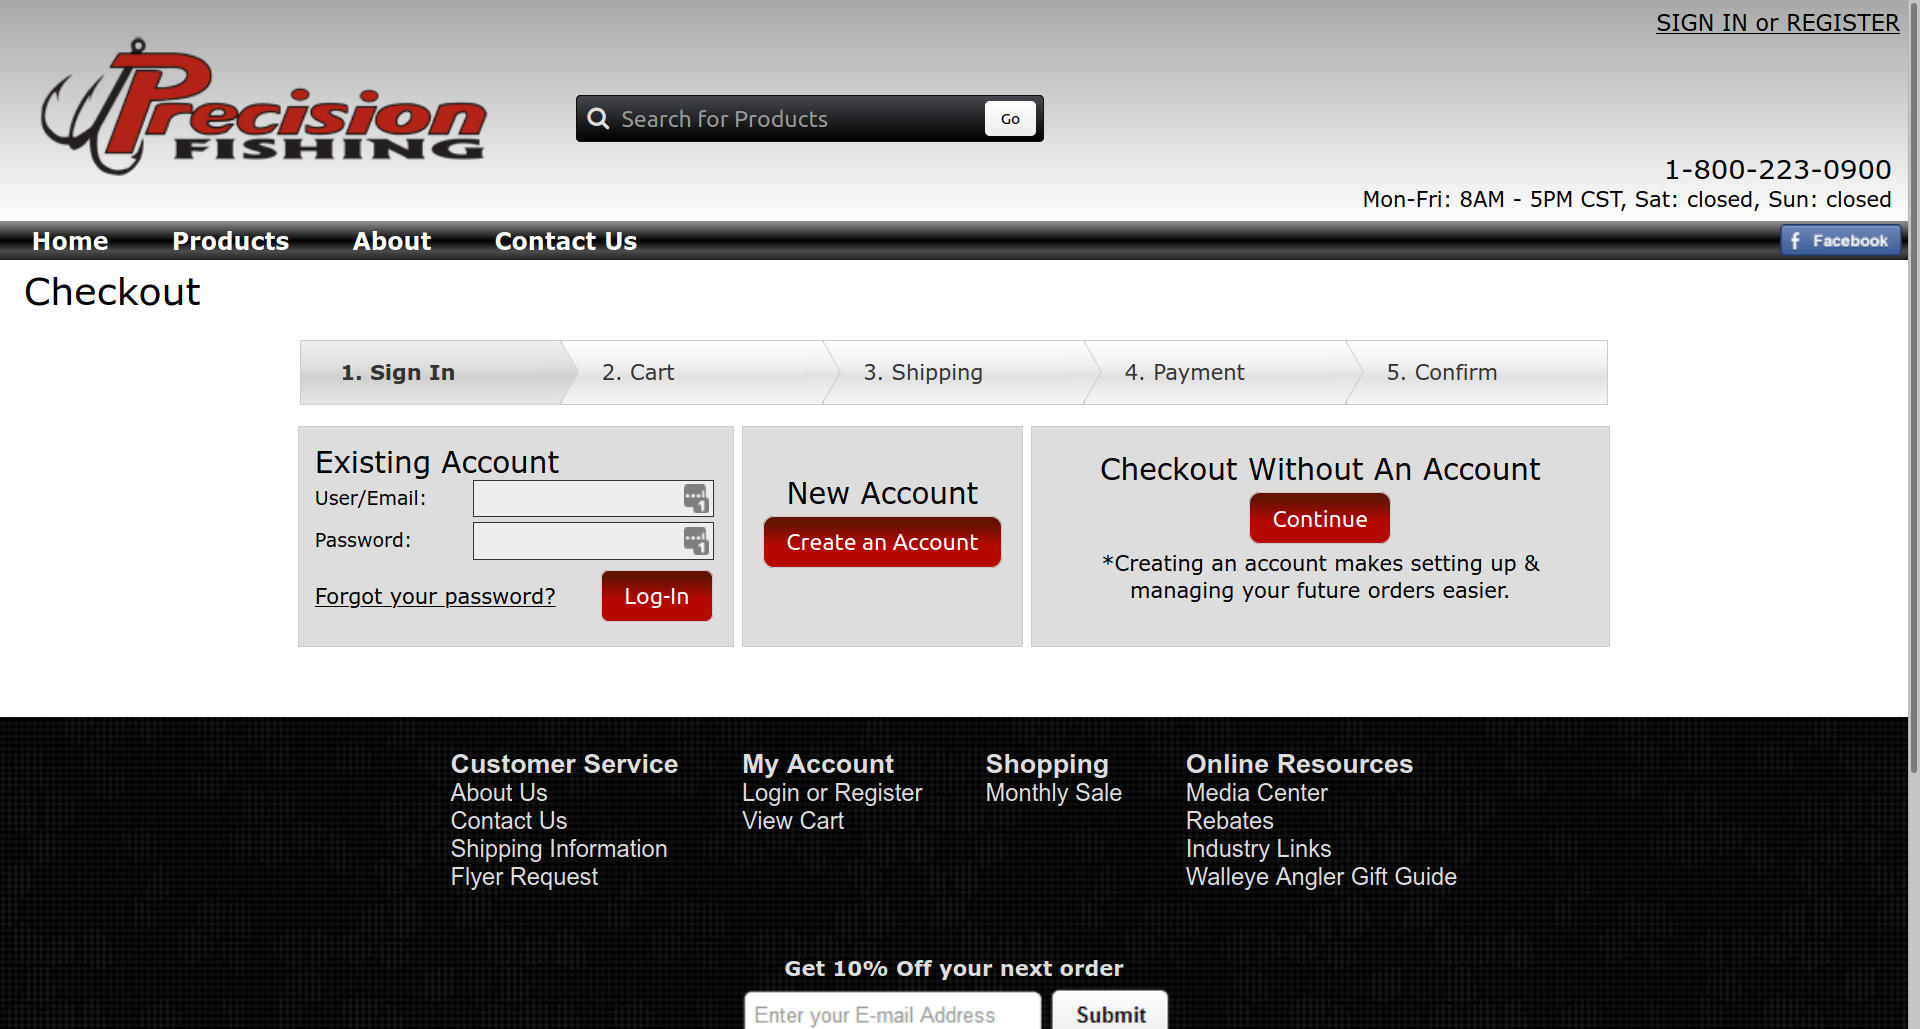 SIGN IN or REGISTER
Precision
FISHING
Search for Products
Go
1-800-223-0900
Mon-Fri: 8AM - 5PM CST, Sat: closed, Sun: closed
Home
Products
About
Contact Us
f Facebook
Checkout
1. Sign In
2. Cart
3. Shipping
4. Payment
5. Confirm
Existing Account
User/Email:
1
Password:
1
Forgot your password?
Log-In
New Account
Create an Account
Checkout Without An Account
Continue
*Creating an account makes setting up &
managing your future orders easier.
Customer Service
About Us
Contact Us
Shipping Information
Flyer Request
My Account
Login or Register
View Cart
Shopping
Monthly Sale
Online Resources
Media Center
Rebates
Industry Links
Walleye Angler Gift Guide
Get 10% Off your next order
Enter your E-mail Address
Submit